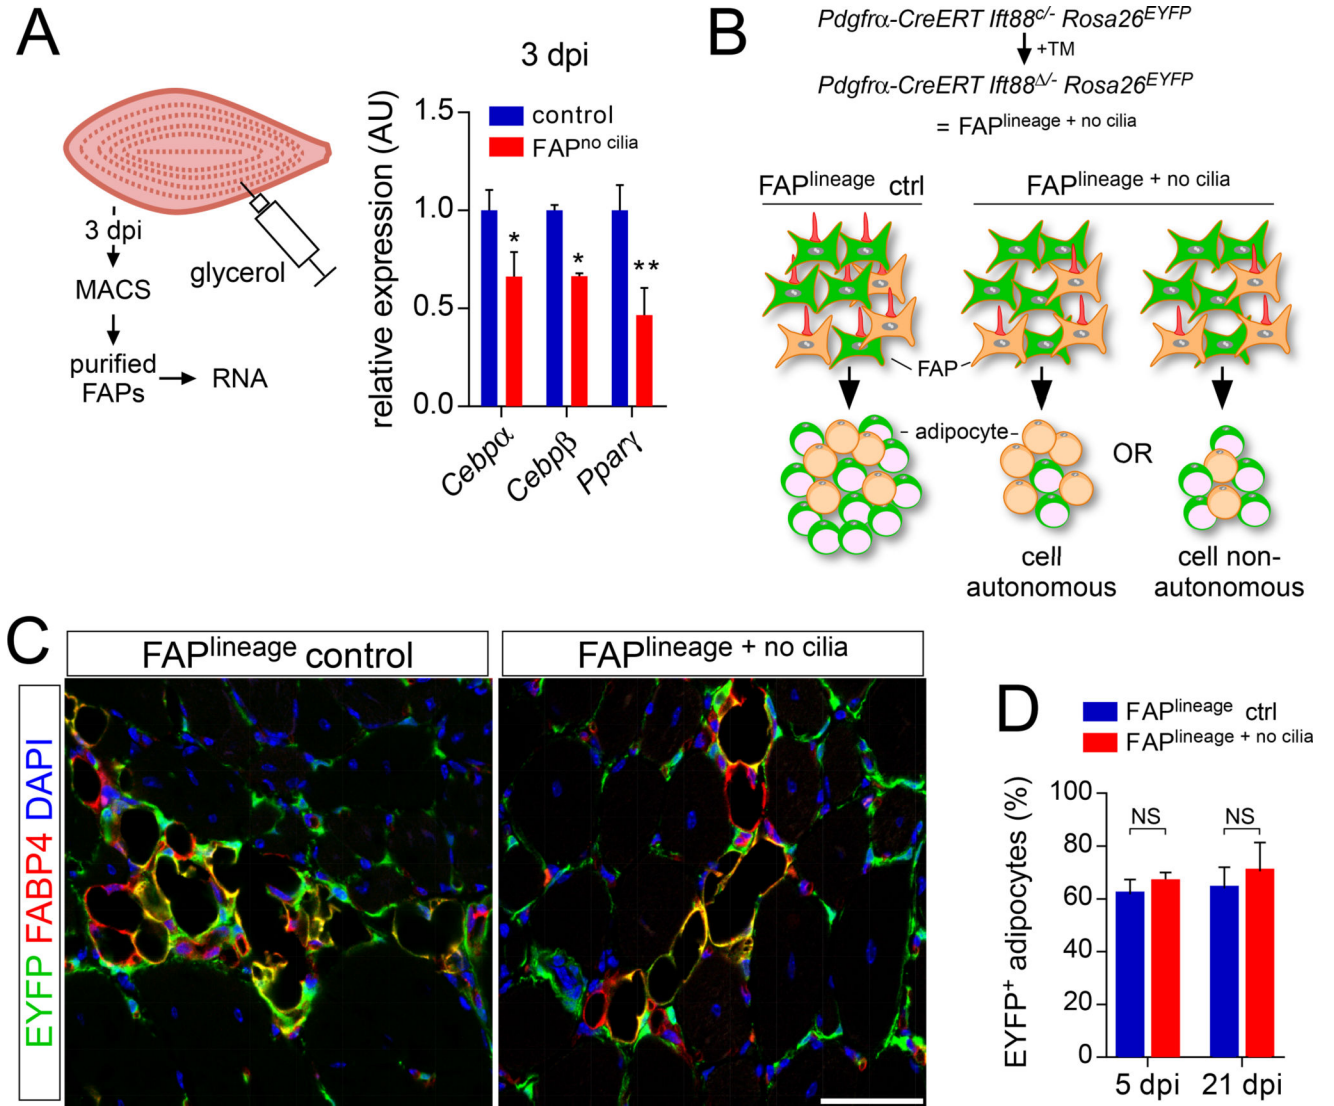 A
3 dpi
glycerol
MACS
purified
FAPs
RNA
3 dpi
control
FAPno cilia
relative expression (AU)
1.5
1.0
0.5
0.0
*
*
**
Cebpα
Cebpβ
Pparγ
B
Pdgfrα-CreERT Ift88c/- Rosa26EYFP
+TM
Pdgfrα-CreERT Ift88Δ/- Rosa26EYFP
= FAPlineage + no cilia
FAPlineage ctrl
FAPlineage + no cilia
FAP
adipocyte
OR
cell
autonomous
cell non-
autonomous
C
FAPlineage control
FAPlineage + no cilia
EYFP FABP4 DAPI
D
FAPlineage ctrl
FAPlineage + no cilia
EYFP+ adipocytes (%)
100
80
60
40
20
0
NS
NS
5 dpi
21 dpi